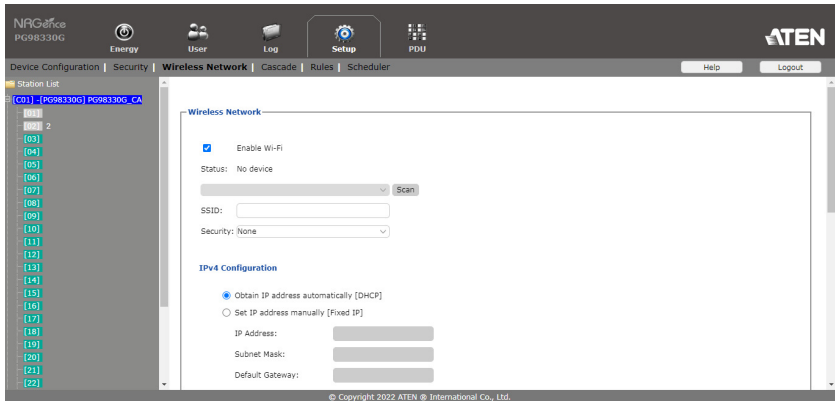 NRGence
PG98330G
Energy User Log Setup PDU
ATEN
Device Configuration | Security | Wireless Network | Cascade | Rules | Scheduler
Help Logout
Station List
[C01] -[PG98330G] PG98330G_CA
[01]
[02] 2
[03]
[04]
[05]
[06]
[07]
[08]
[09]
[10]
[11]
[12]
[13]
[14]
[15]
[16]
[17]
[18]
[19]
[20]
[21]
[22]
Wireless Network
Enable Wi-Fi
Status: No device
Scan
SSID:
Security: None
IPv4 Configuration
Obtain IP address automatically [DHCP]
Set IP address manually [Fixed IP]
IP Address:
Subnet Mask:
Default Gateway:
© Copyright 2022 ATEN ® International Co., Ltd.